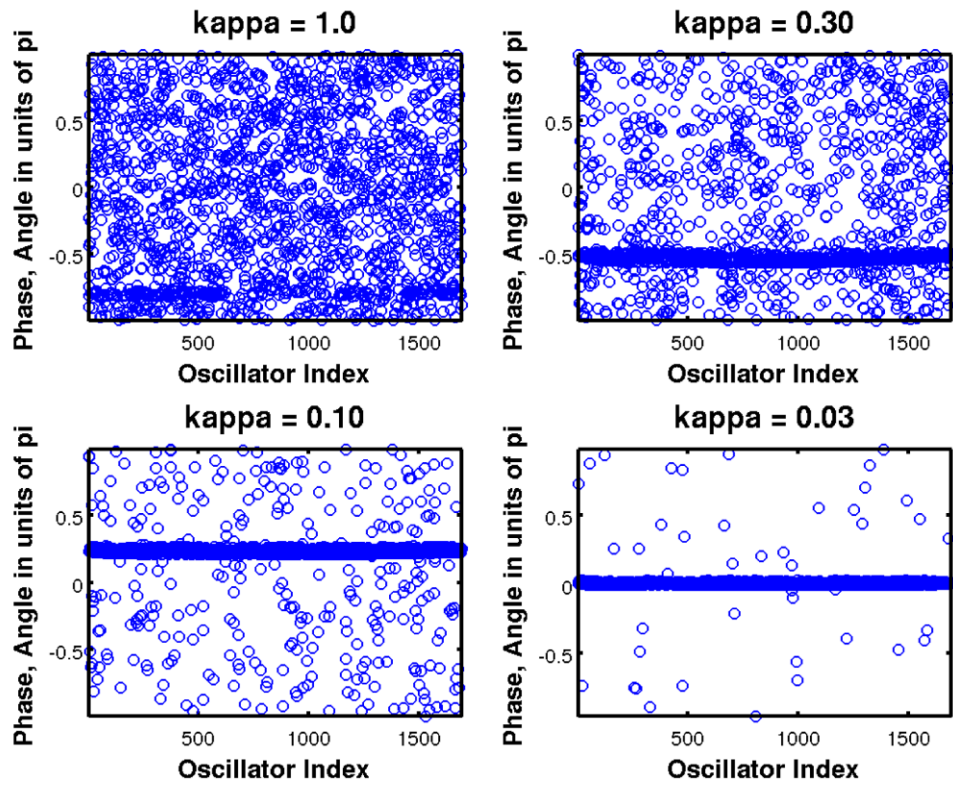 kappa = 1.0
kappa = 0.30
Phase, Angle in units of pi
0.5
0
-0.5
500
1000
1500
Oscillator Index
Phase, Angle in units of pi
0.5
0
-0.5
500
1000
1500
Oscillator Index
kappa = 0.10
kappa = 0.03
Phase, Angle in units of pi
0.5
0
-0.5
500
1000
1500
Oscillator Index
Phase, Angle in units of pi
0.5
0
-0.5
500
1000
1500
Oscillator Index